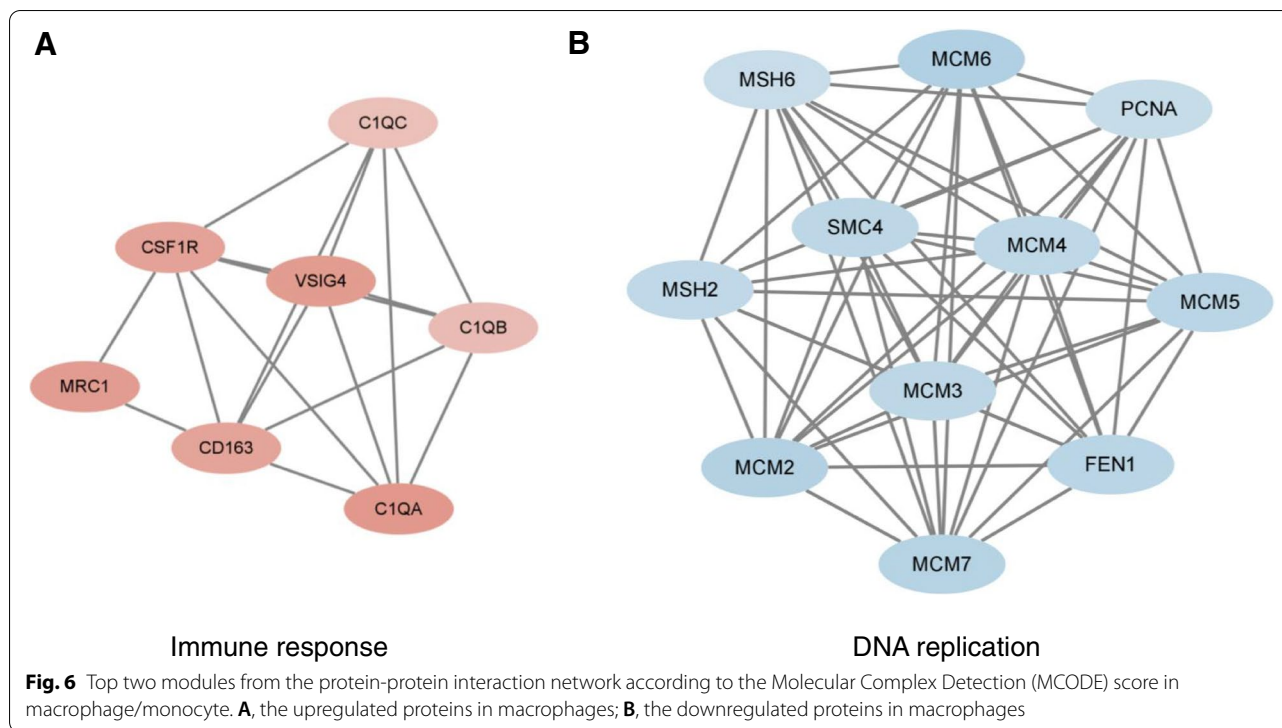 A
B
C1QC
CSF1R
VSIG4
C1QB
MRC1
CD163
C1QA
Immune response
MCM6
MSH6
PCNA
SMC4
MCM4
MSH2
MCM5
MCM3
MCM2
FEN1
MCM7
DNA replication
Fig. 6 Top two modules from the protein-protein interaction network according to the Molecular Complex Detection (MCODE) score in
macrophage/monocyte. A, the upregulated proteins in macrophages; B, the downregulated proteins in macrophages